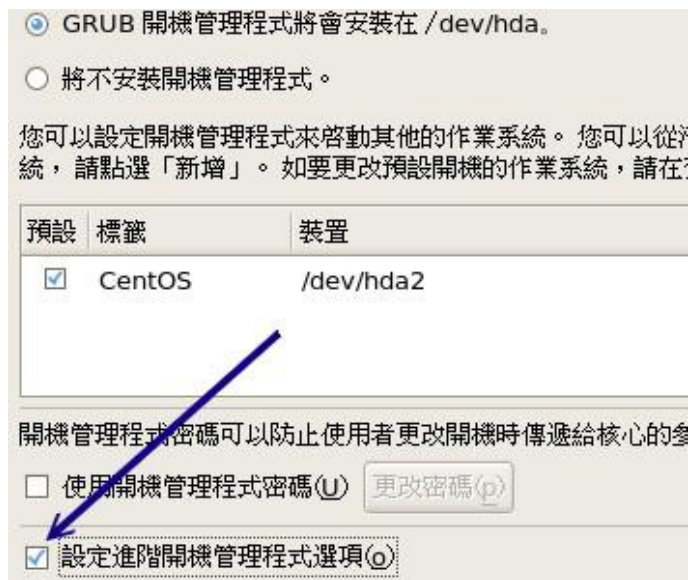 GRUB 開機管理程式將會安裝在 /dev/hda。
將不安裝開機管理程式。
您可以設定開機管理程式來啓動其他的作業系統。 您可以從
統， 請點選「新增」。 如要更改預設開機的作業系統，請在
預設 標籤 裝置
CentOS /dev/hda2
開機管理程式密碼可以防止使用者更改開機時傳遞給核心的參
使用開機管理程式密碼(U) 更改密碼(p)
設定進階開機管理程式選項(o)